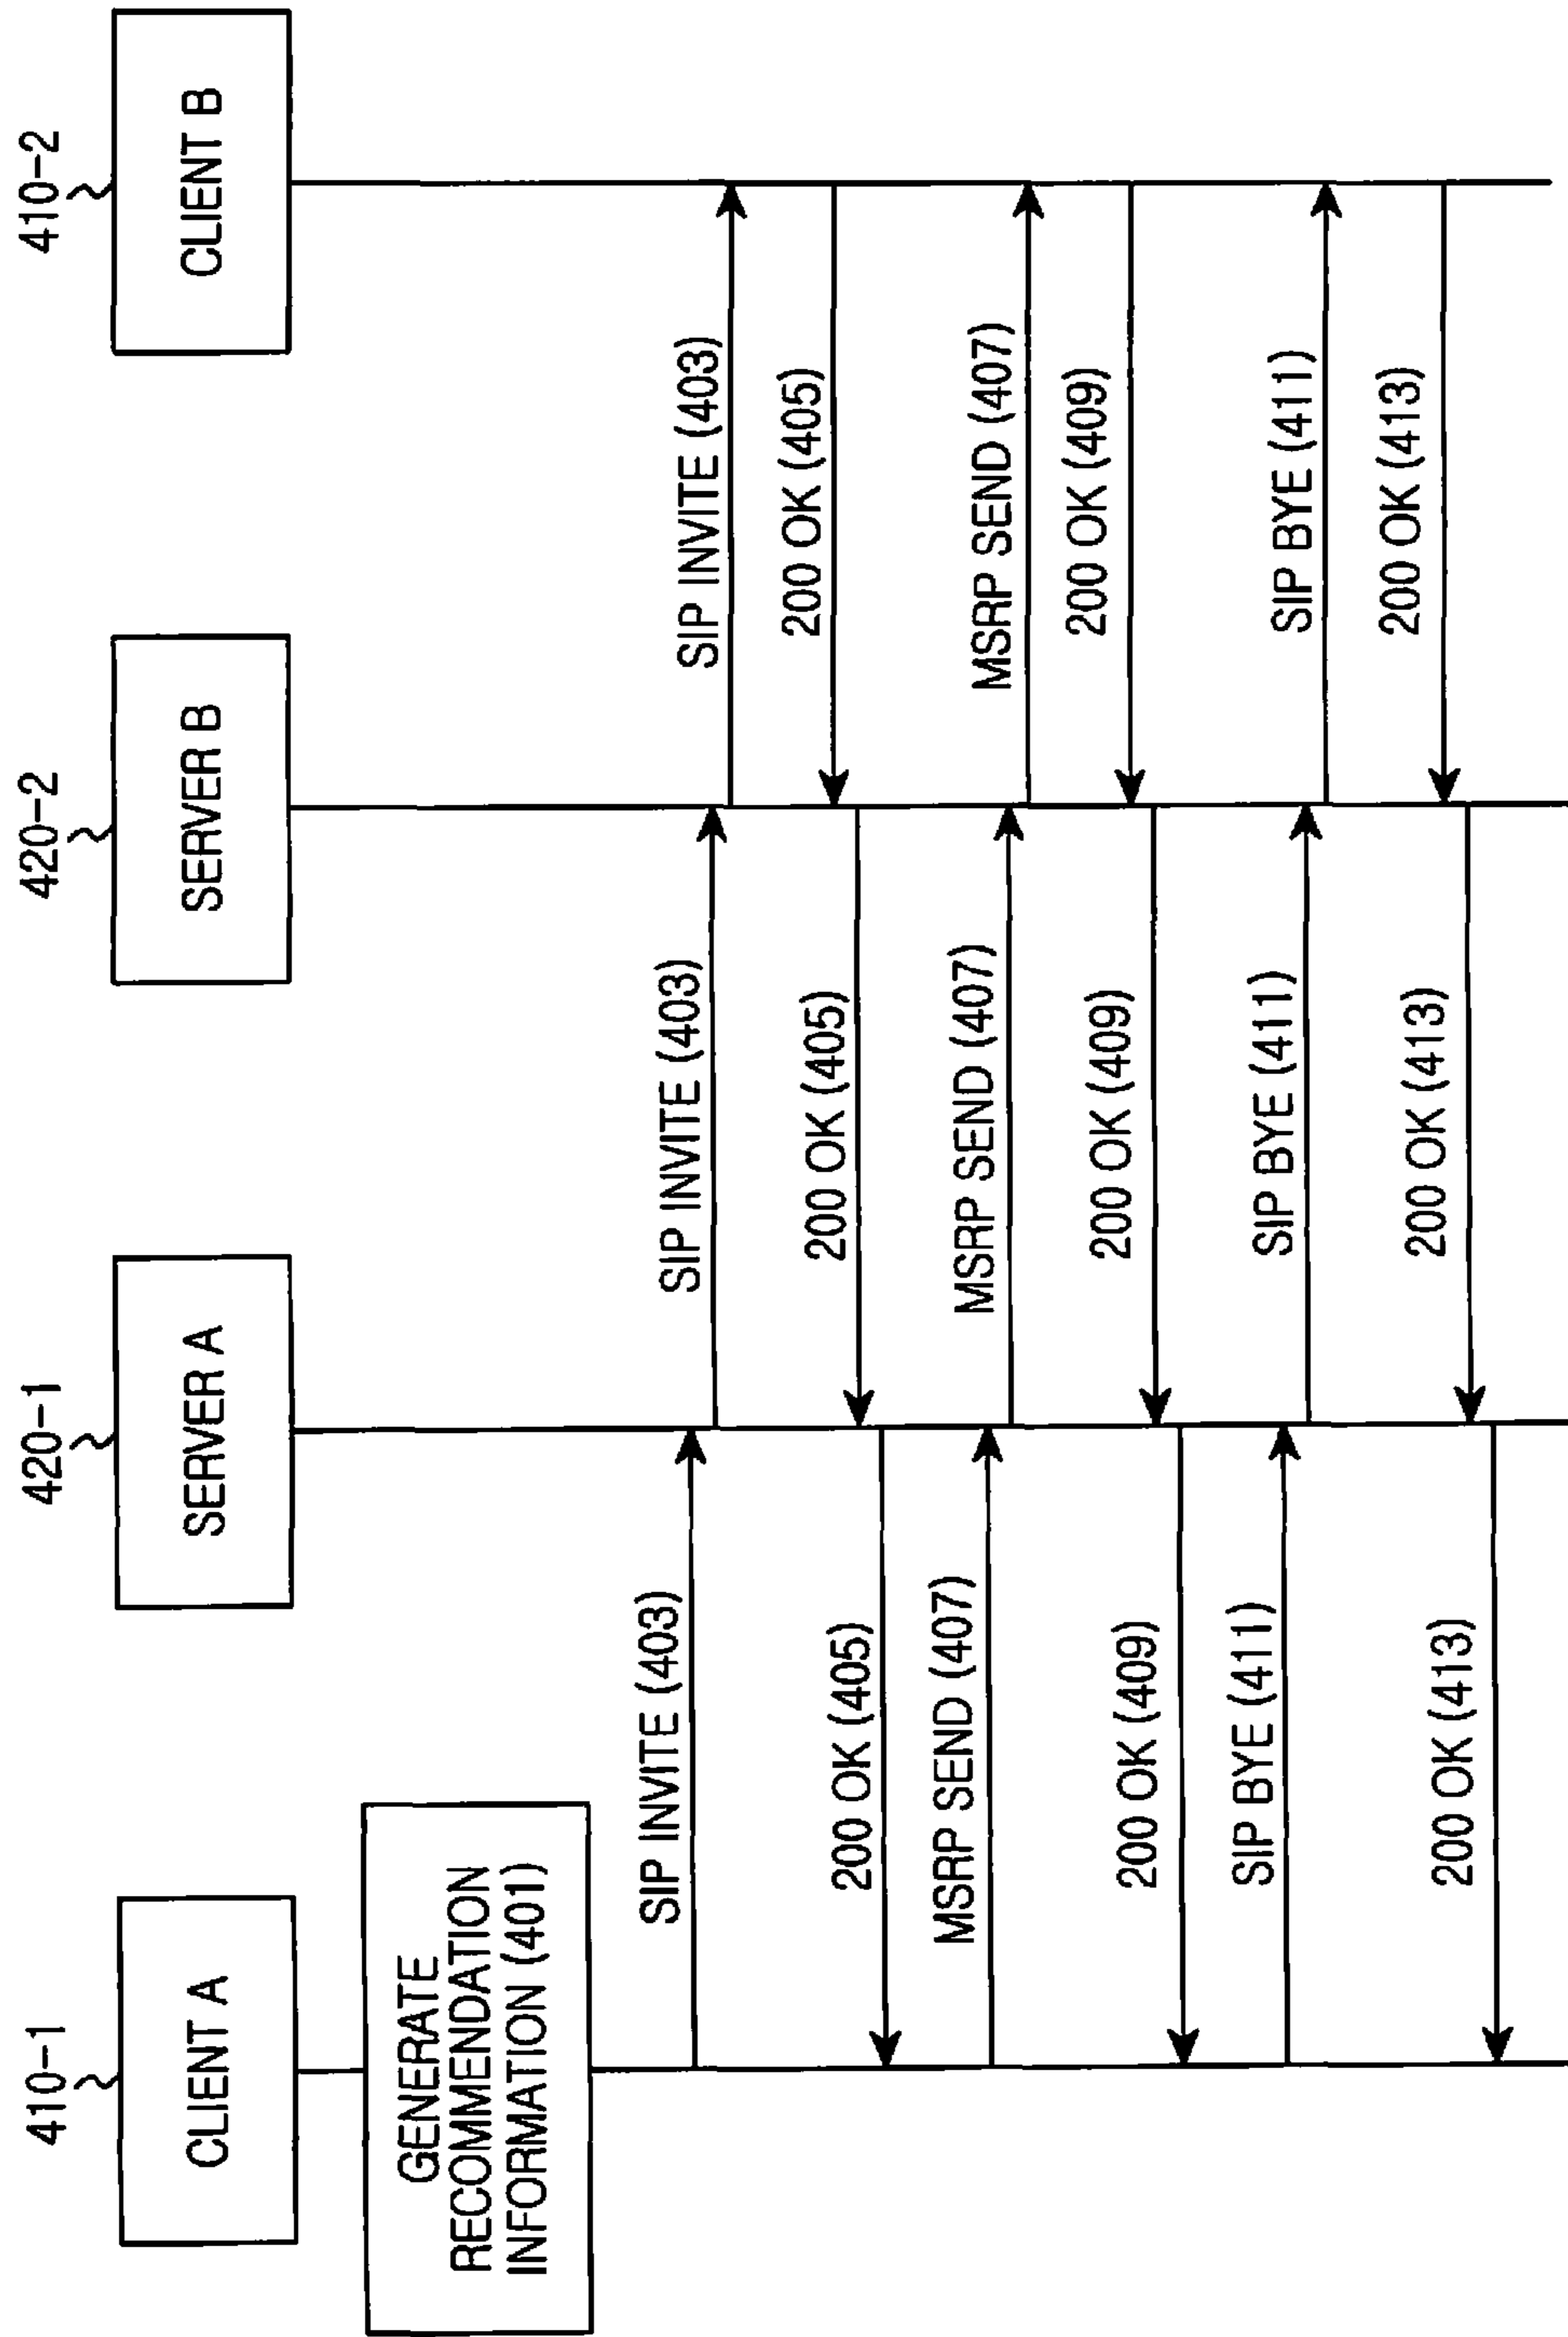 410-1
420-1
420-2
410-2
CLIENT A
SERVER A
SERVER B
CLIENT B
GENERATE
RECOMMENDATION
INFORMATION (401)
SIP INVITE (403)
SIP INVITE (403)
SIP INVITE (403)
200 OK (405)
200 OK (405)
200 OK (405)
MSRP SEND (407)
MSRP SEND (407)
MSRP SEND (407)
200 OK (409)
200 OK (409)
200 OK (409)
SIP BYE (411)
SIP BYE (411)
SIP BYE (411)
200 OK (413)
200 OK (413)
200 OK (413)